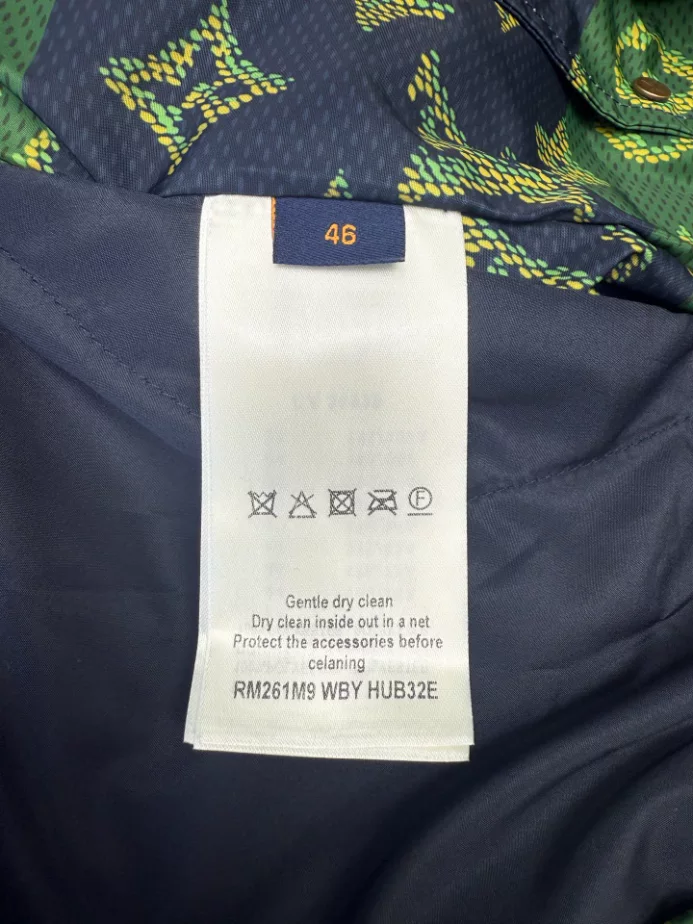 46
F
Gentle dry clean
Dry clean inside out in a net
Protect the accessories before
celaning
RM261M9 WBY HUB32E